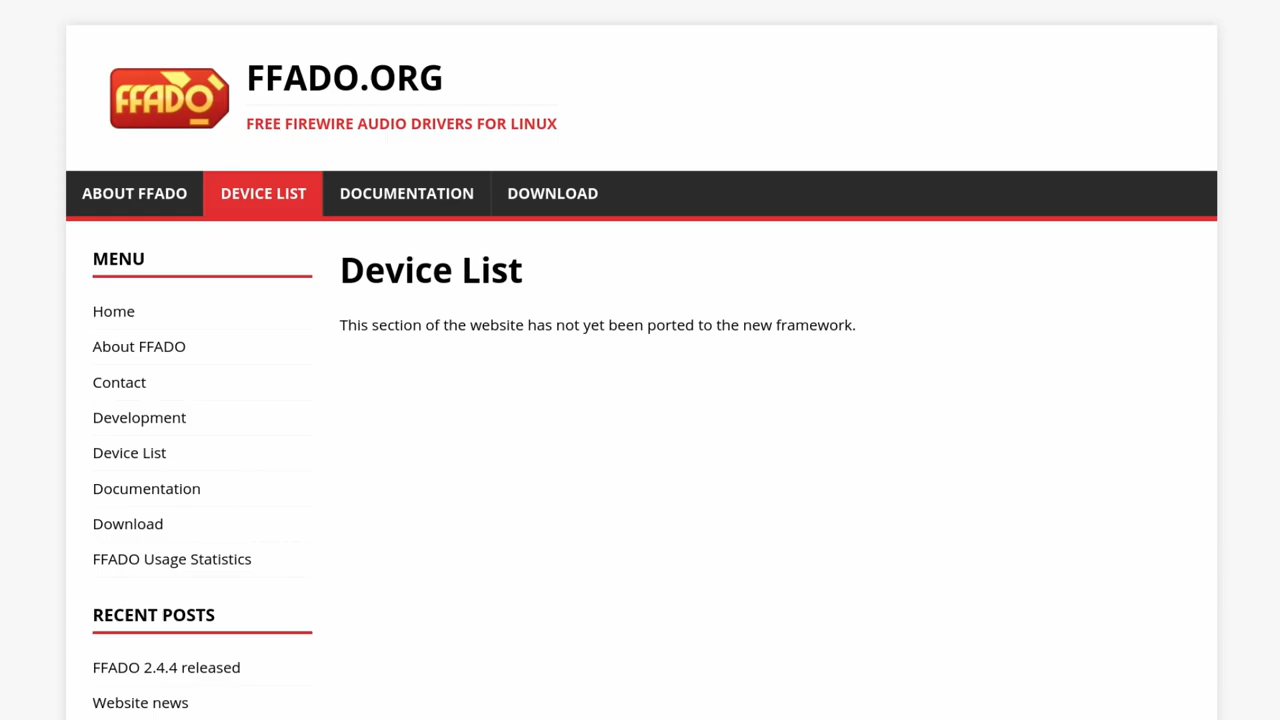 FFADO
FFADO.ORG
FREE FIREWIRE AUDIO DRIVERS FOR LINUX
ABOUT FFADO DEVICE LIST DOCUMENTATION DOWNLOAD
MENU
Home
About FFADO
Contact
Development
Device List
Documentation
Download
FFADO Usage Statistics
RECENT POSTS
FFADO 2.4.4 released
Website news
Device List
This section of the website has not yet been ported to the new framework.